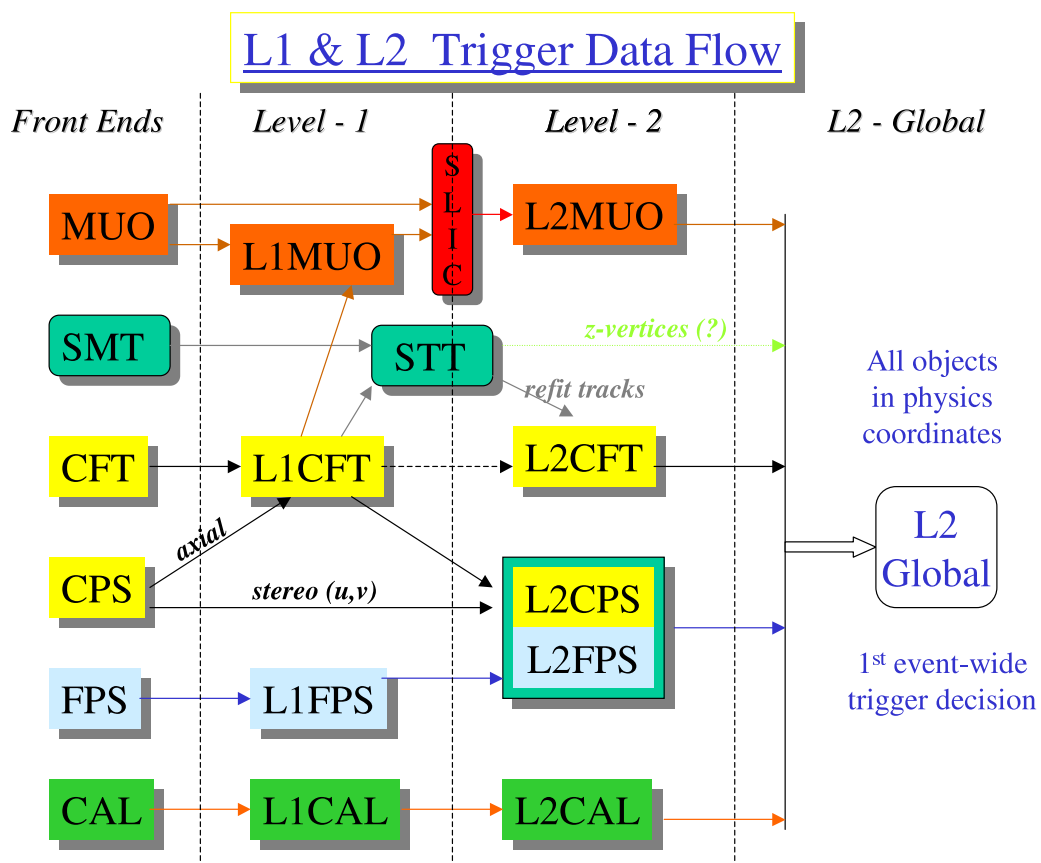 L1 & L2 Trigger Data Flow
Front Ends
Level - 1
Level - 2
L2 - Global
MUO
L1MUO
SLIC
L2MUO
SMT
STT
z-vertices (?)
refit tracks
All objects
in physics
coordinates
CFT
L1CFT
L2CFT
axial
L2
Global
CPS
stereo (u,v)
L2CPS
L2FPS
FPS
L1FPS
1st event-wide
trigger decision
CAL
L1CAL
L2CAL